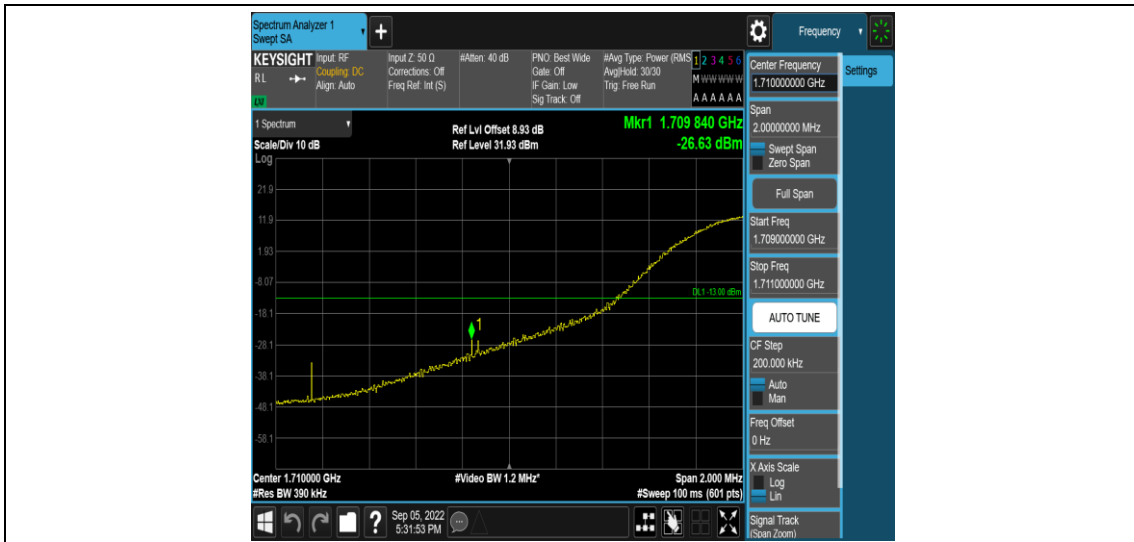 Spectrum Analyzer 1
Swept SA
+
Frequency
KEYSIGHT
RL
LXI
Input: RF
Coupling: DC
Align: Auto
Input Z: 50 Ω
Corrections: Off
Freq Ref: Int (S)
#Atten: 40 dB
PNO: Best Wide
Gate: Off
IF Gain: Low
Sig Track: Off
#Avg Type: Power (RMS
Avg|Hold: 30/30
Trig: Free Run
1 2 3 4 5 6
M W W W W W
A A A A A A
1 Spectrum
Scale/Div 10 dB
Log
Ref Lvl Offset 8.93 dB
Ref Level 31.93 dBm
Mkr1 1.709 840 GHz
-26.63 dBm
21.9
11.9
1.93
-8.07
-18.1
-28.1
-38.1
-48.1
-58.1
DL1 -13.00 dBm
1
Center 1.710000 GHz
#Res BW 390 kHz
#Video BW 1.2 MHz*
Span 2.000 MHz
#Sweep 100 ms (601 pts)
Center Frequency
1.710000000 GHz
Settings
Span
2.00000000 MHz
Swept Span
Zero Span
Full Span
Start Freq
1.709000000 GHz
Stop Freq
1.711000000 GHz
AUTO TUNE
CF Step
200.000 kHz
Auto
Man
Freq Offset
0 Hz
X Axis Scale
Log
Lin
Signal Track
(Span Zoom)
?
Sep 05, 2022
5:31:53 PM